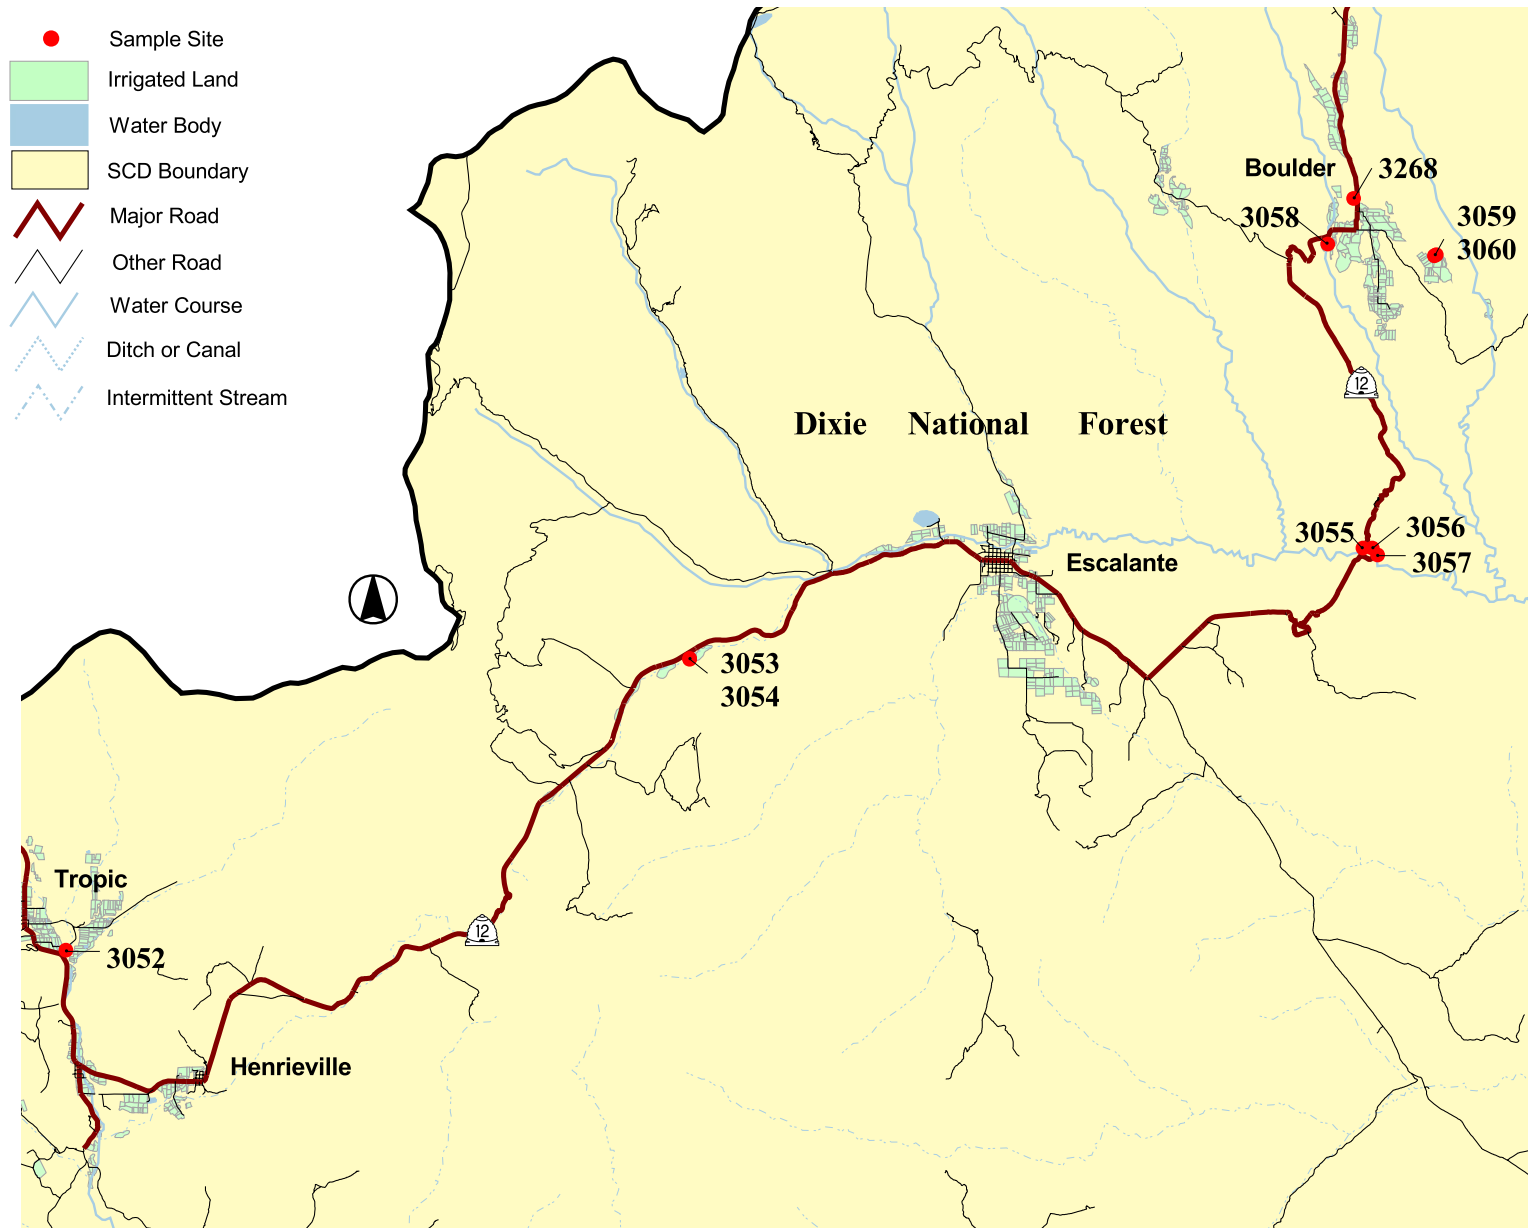 Sample Site
Irrigated Land
Water Body
SCD Boundary
Major Road
Other Road
Water Course
Ditch or Canal
Intermittent Stream
Boulder
3268
3058
3059
3060
12
Dixie National Forest
3055
3056
3057
Escalante
3053
3054
Tropic
12
3052
Henrieville